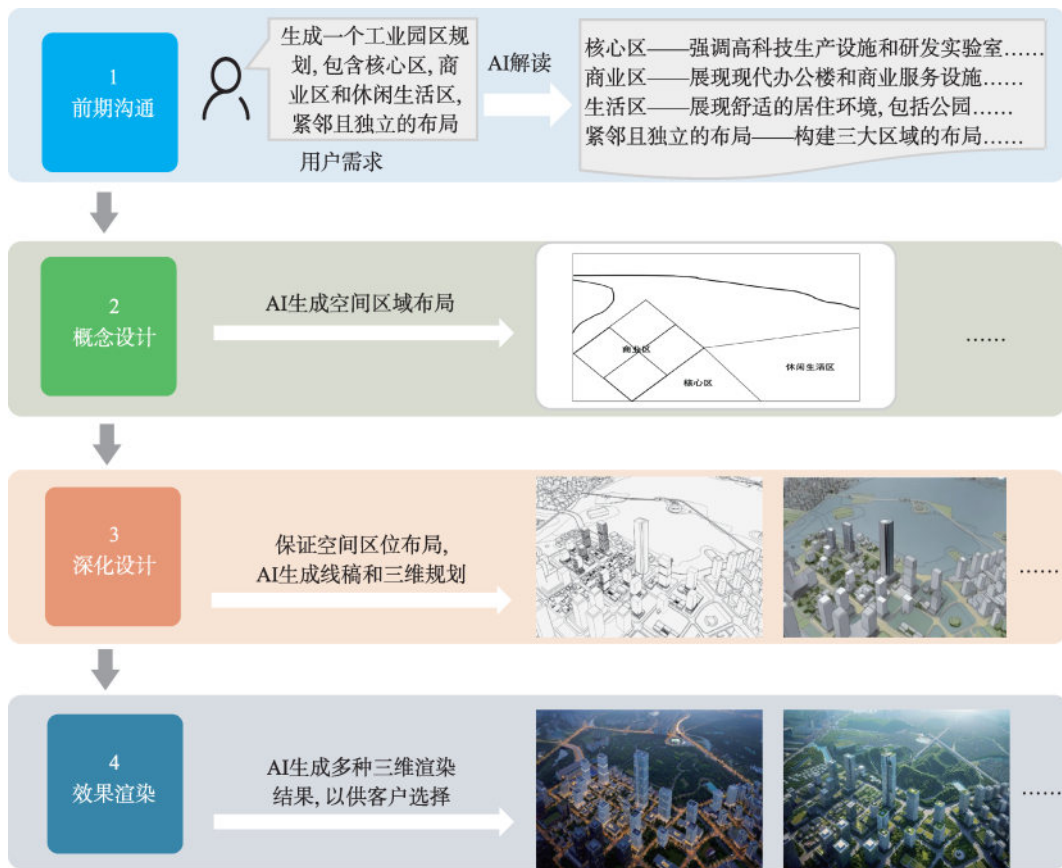 1
前期沟通
生成一个工业园区规
划, 包含核心区, 商
业区和休闲生活区,
紧邻且独立的布局
用户需求
AI解读
核心区——强调高科技生产设施和研发实验室……
商业区——展现现代办公楼和商业服务设施……
生活区——展现舒适的居住环境, 包括公园……
紧邻且独立的布局——构建三大区域的布局……
2
概念设计
AI生成空间区域布局
商业区
核心区
休闲生活区
……
3
深化设计
保证空间区位布局,
AI生成线稿和三维规划
……
4
效果渲染
AI生成多种三维渲染
结果, 以供客户选择
……